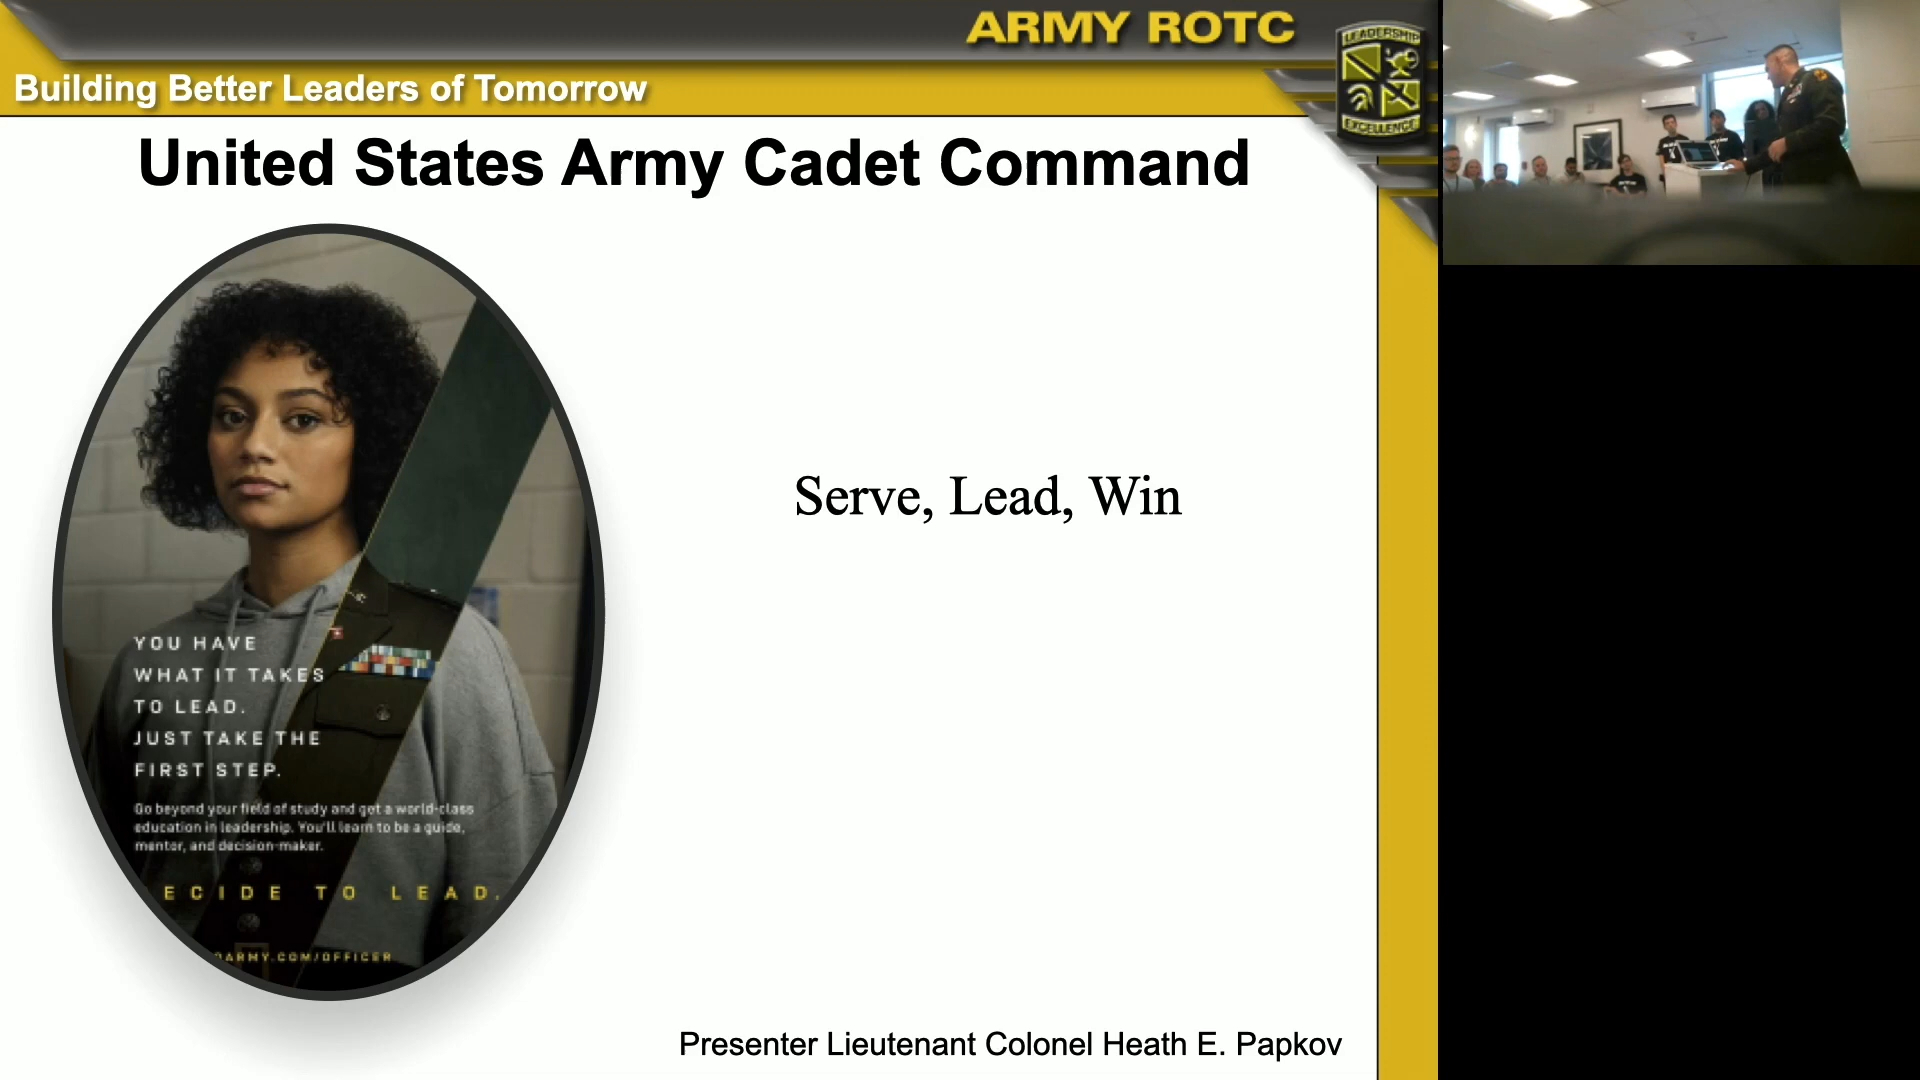 ARMY ROTC
LEADERSHIP
EXCELLENCE
Building Better Leaders of Tomorrow
United States Army Cadet Command
Serve, Lead, Win
YOU HAVE
WHAT IT TAKES
TO LEAD.
JUST TAKE THE
FIRST STEP.
Go beyond your field of study and get a world-class
education in leadership. You'll learn to be a guide,
mentor, and decision-maker.
ECIDE TO LEAD.
ARMY.COM/OFFICER
Presenter Lieutenant Colonel Heath E. Papkov